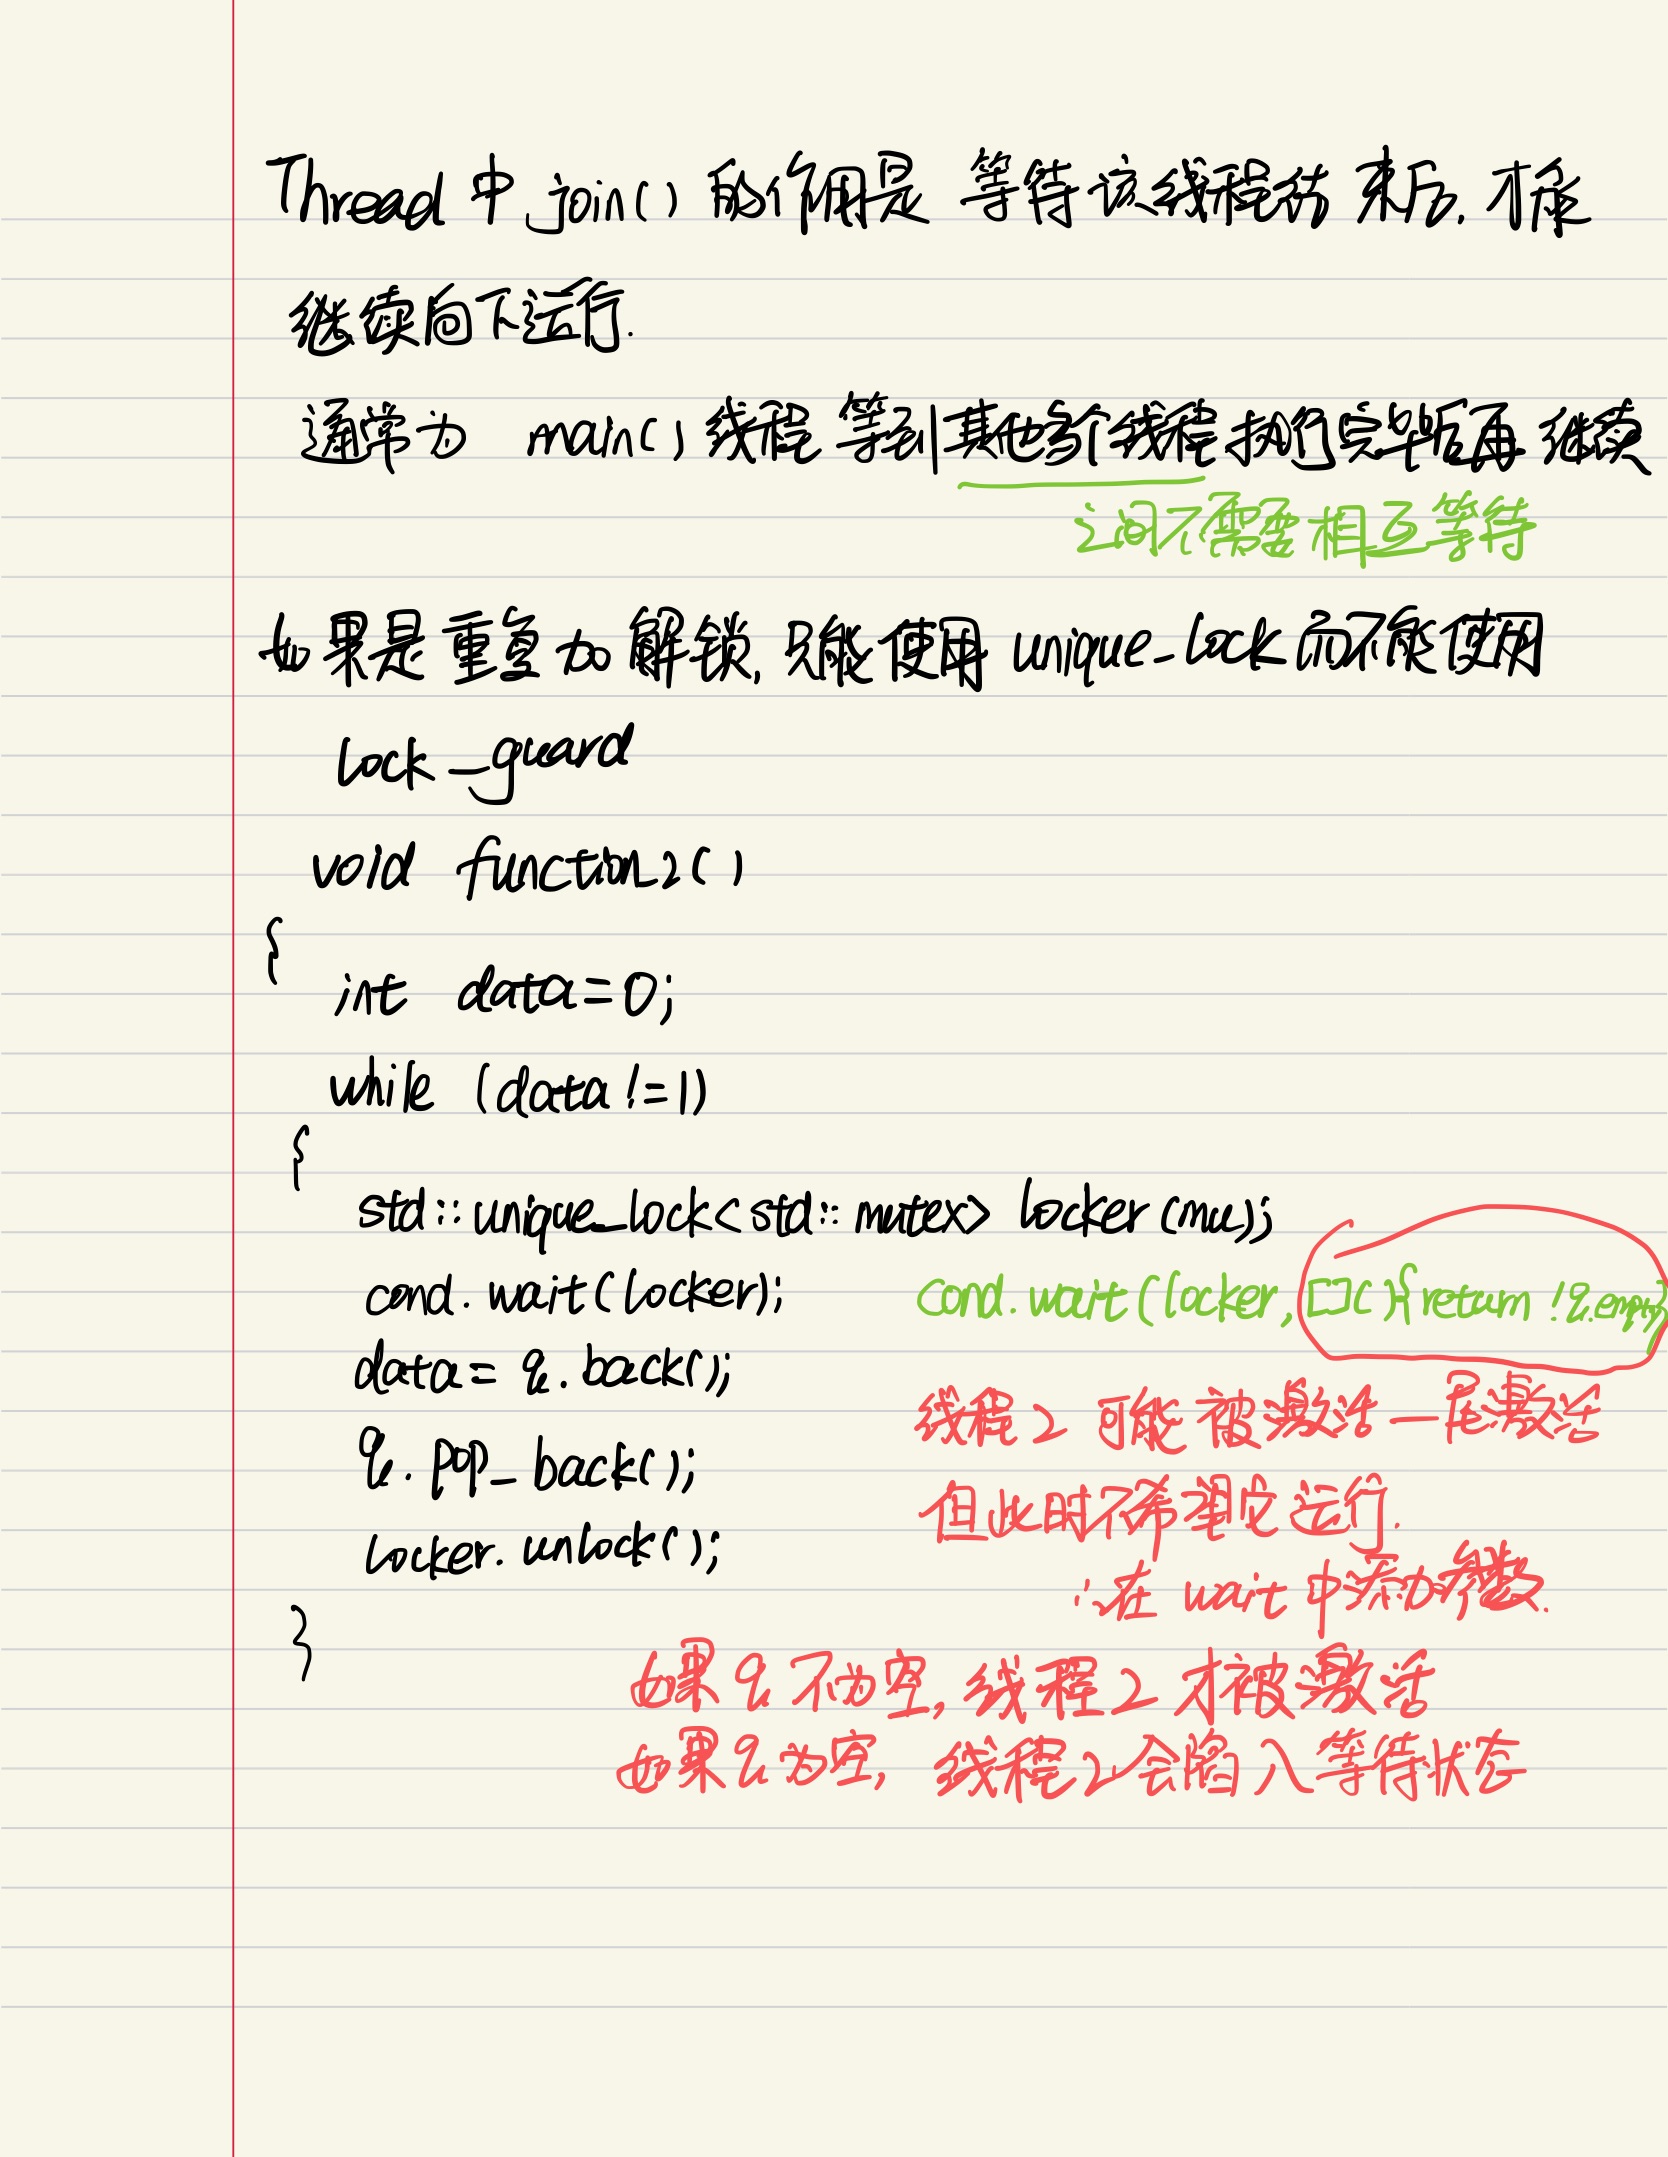 Thread 中 join() 的作用是 等待该线程结束后, 才能
继续向下运行.
通常为 main() 线程等到其他多个线程执行完毕后再继续
之间不需要相互等待
如果是重复加解锁, 只能使用 unique_lock 而不能使用
lock_guard
void function_2()
{
int data=0;
while (data !=1)
{
std::unique_lock<std::mutex> locker(mu);
cond.wait(locker); cond.wait(locker,[](){return !q.empty
data= q.back();
线程2 可能被激活
q.pop_back();
但此时不希望它运行.
locker.unlock();
∴在 wait 中添加参数.
}
如果q不为空, 线程2才被激活
如果q为空, 线程2会陷入等待状态